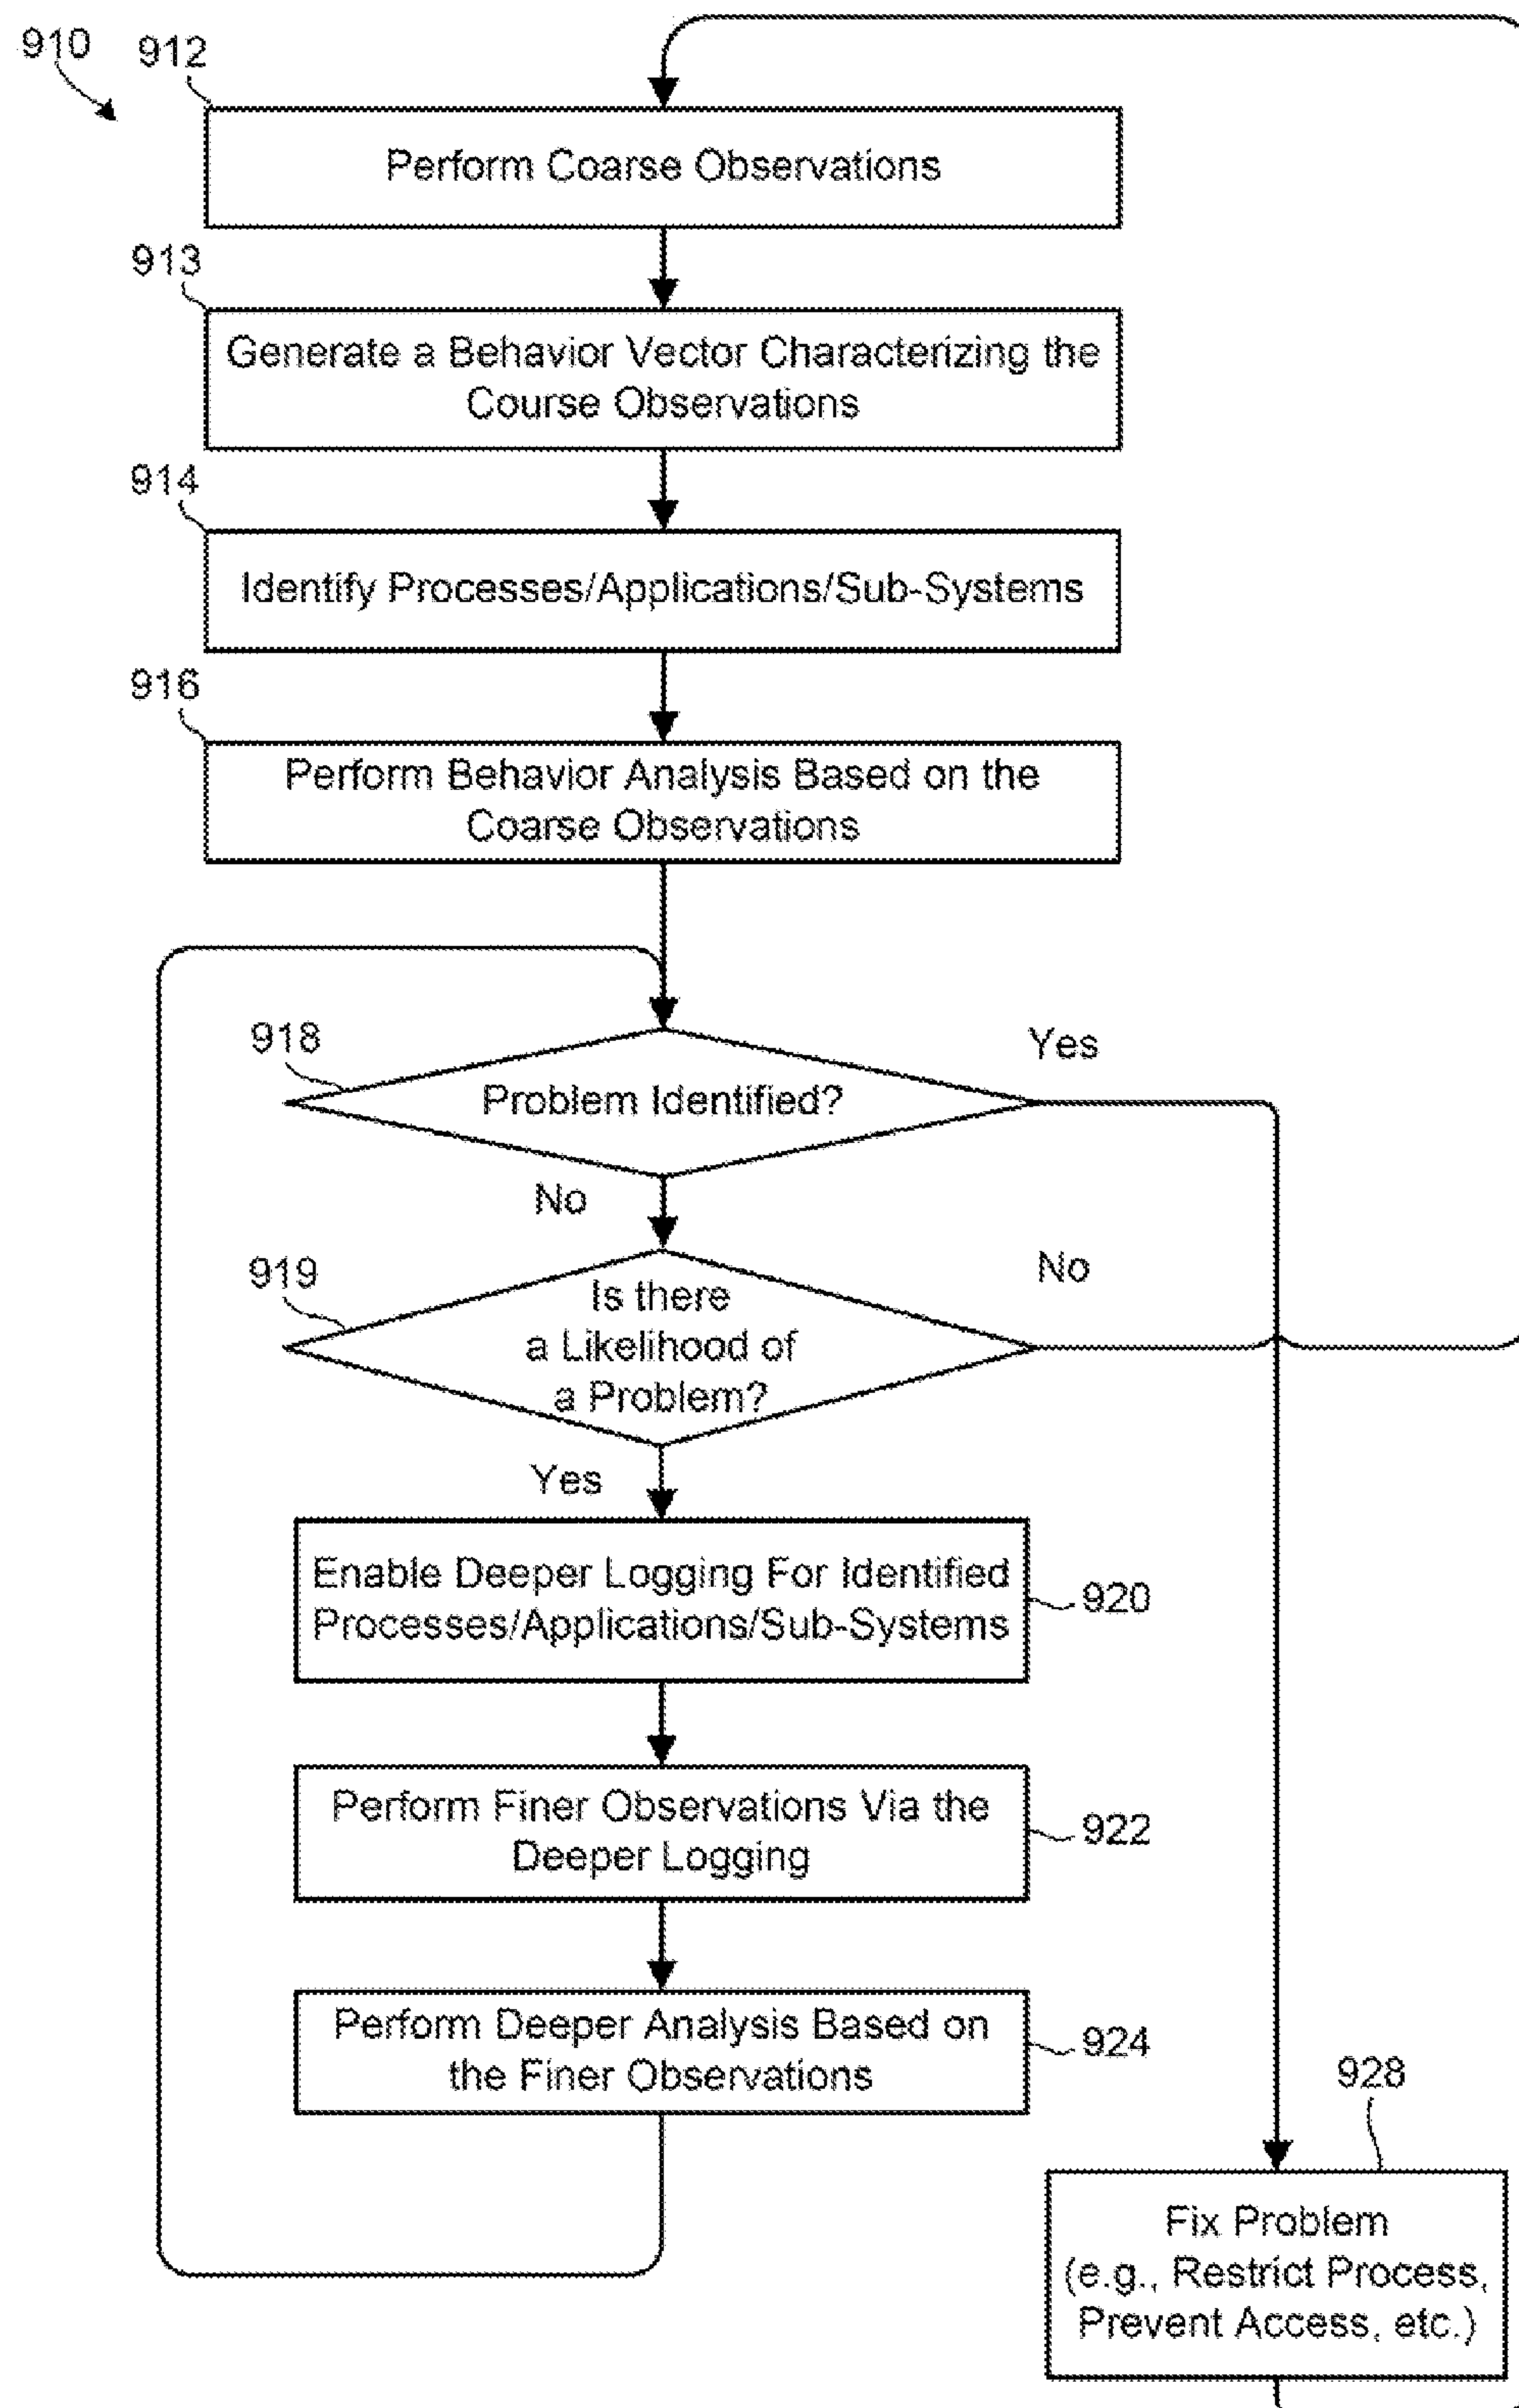 910
912
Perform Coarse Observations
913
Generate a Behavior Vector Characterizing the
Course Observations
914
Identify Processes/Applications/Sub-Systems
916
Perform Behavior Analysis Based on the
Coarse Observations
918
Problem Identified?
Yes
No
919
Is there
a Likelihood of
a Problem?
No
Yes
Enable Deeper Logging For Identified
Processes/Applications/Sub-Systems
920
Perform Finer Observations Via the
Deeper Logging
922
Perform Deeper Analysis Based on
the Finer Observations
924
928
Fix Problem
(e.g., Restrict Process,
Prevent Access, etc.)